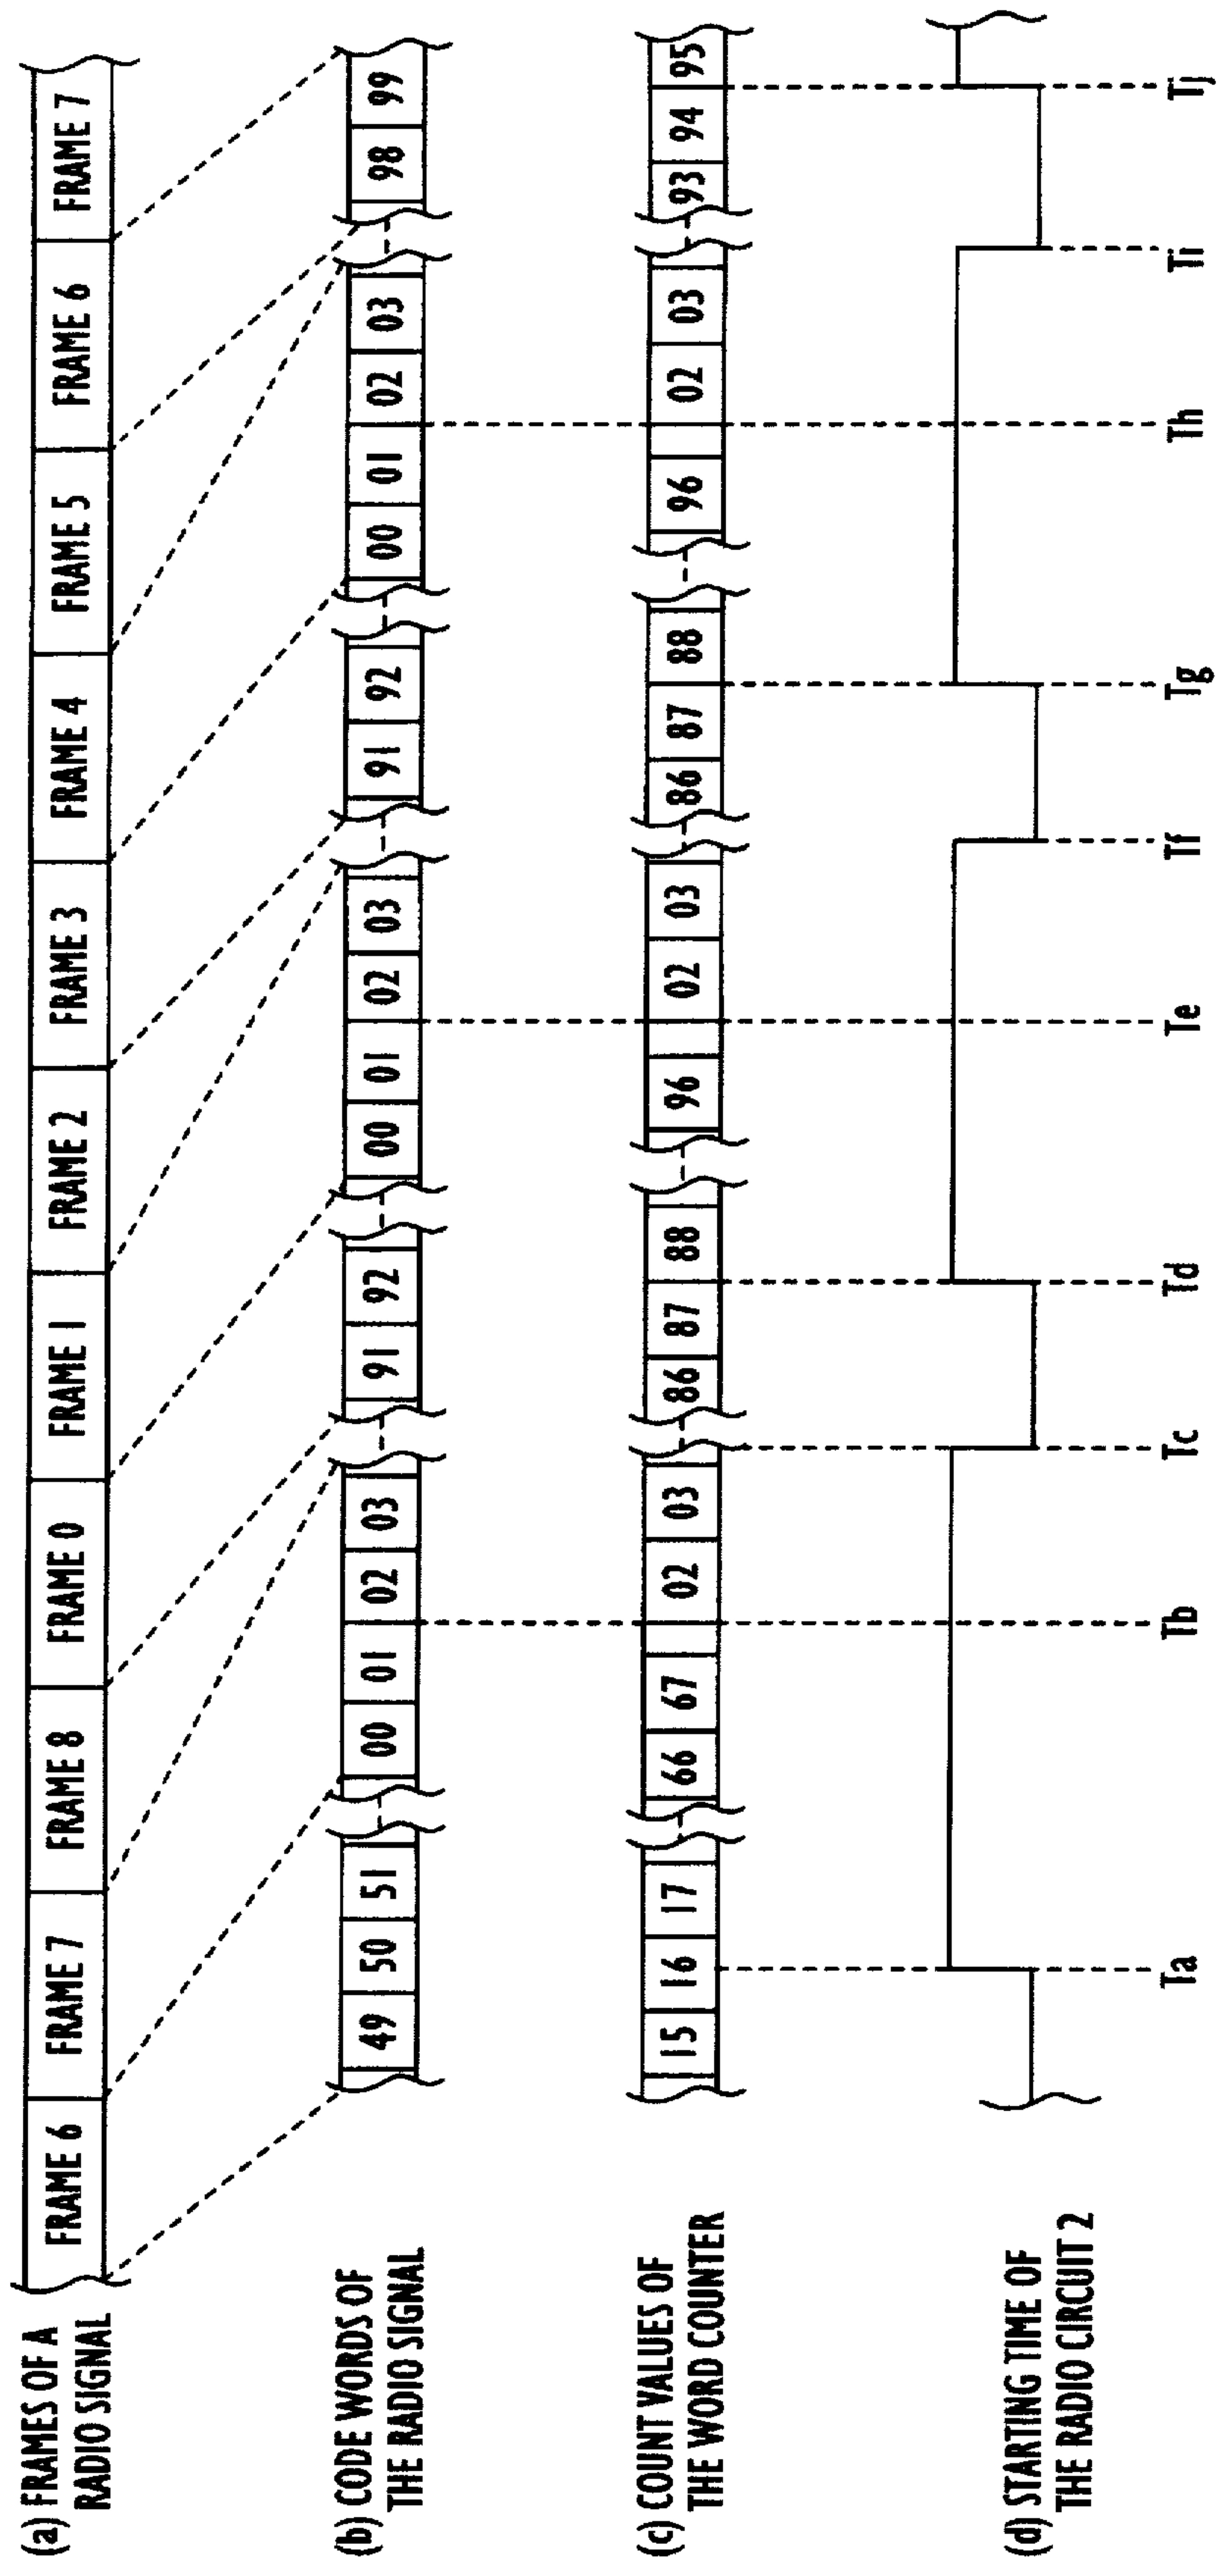 (a) FRAMES OF A
RADIO SIGNAL
FRAME 6 FRAME 7 FRAME 8 FRAME 0 FRAME 1 FRAME 2 FRAME 3 FRAME 4 FRAME 5 FRAME 6 FRAME 7
(b) CODE WORDS OF
THE RADIO SIGNAL
49 50 51 00 01 02 03 91 92 00 01 02 03 91 92 00 01 02 03 98 99
(c) COUNT VALUES OF
THE WORD COUNTER
15 16 17 66 67 02 03 86 87 88 96 02 03 86 87 88 96 02 03 93 94 95
(d) STARTING TIME OF
THE RADIO CIRCUIT 2
Ta Tb Tc Td Te Tf Tg Th Ti Tj